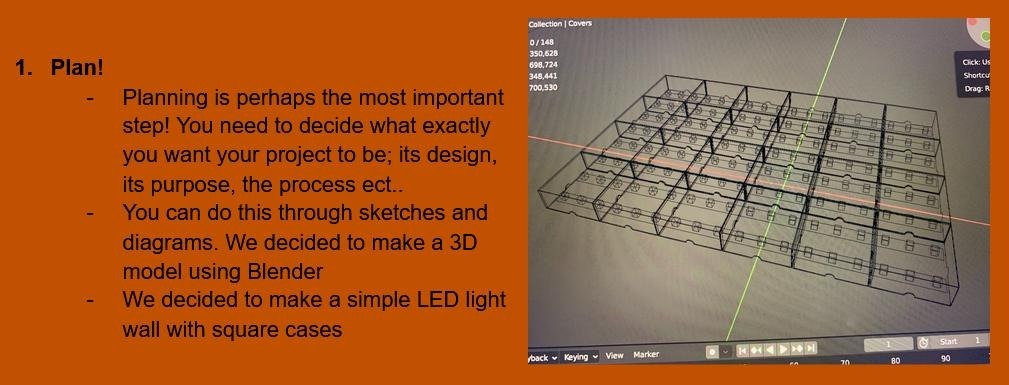 1. Plan!
- Planning is perhaps the most important
step! You need to decide what exactly
you want your project to be; its design,
its purpose, the process ect..
- You can do this through sketches and
diagrams. We decided to make a 3D
model using Blender
- We decided to make a simple LED light
wall with square cases
Collection | Covers
0/148
350,628
698,724
348,441
700,530
Click: Us
Shortcu
Drag: R
yback Keying View Marker
1 Start 1
70 80 90